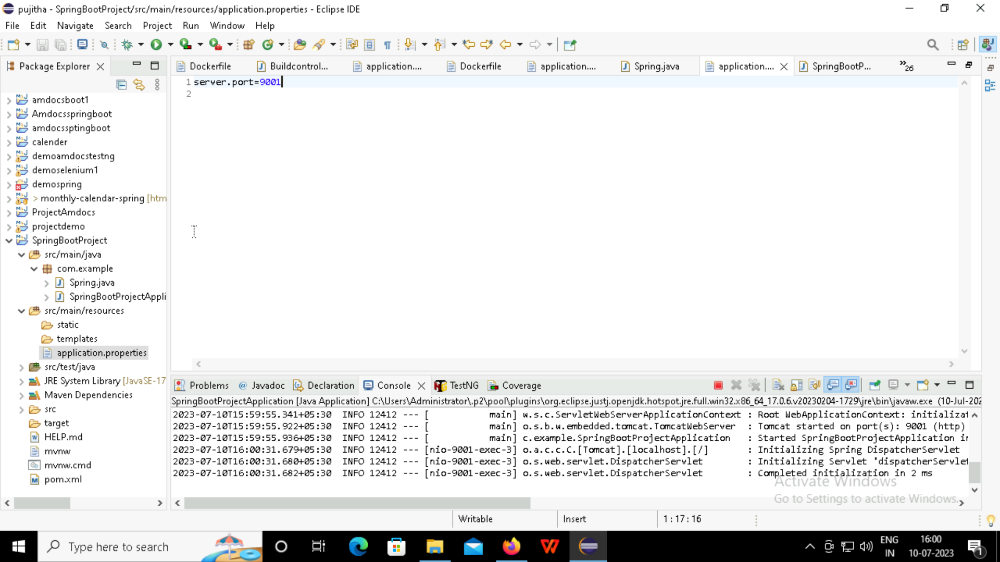 pujitha - SpringBootProject/src/main/resources/application.properties - Eclipse IDE
File Edit Navigate Search Project Run Window Help
Package Explorer
Dockerfile Buildcontrol... application.... Dockerfile application.... Spring.java application.... SpringBootP... »26
1 server.port=9001
2
amdocsboot1
Amdocsspringboot
amdocssptingboot
calender
demoamdocstestng
demoselenium1
demospring
> monthly-calendar-spring [htm
ProjectAmdocs
projectdemo
SpringBootProject
src/main/java
com.example
Spring.java
SpringBootProjectAppli
src/main/resources
static
templates
application.properties
src/test/java
JRE System Library [JavaSE-17
Maven Dependencies
src
target
HELP.md
mvnw
mvnw.cmd
pom.xml
Problems @ Javadoc Declaration Console TestNG Coverage
SpringBootProjectApplication [Java Application] C:\Users\Administrator\.p2\pool\plugins\org.eclipse.justj.openjdk.hotspot.jre.full.win32.x86_64_17.0.6.v20230204-1729\jre\bin\javaw.exe (10-Jul-202
2023-07-10T15:59:55.341+05:30 INFO 12412 --- [ main] w.s.c.ServletWebServerApplicationContext : Root WebApplicationContext: initializat
2023-07-10T15:59:55.922+05:30 INFO 12412 --- [ main] o.s.b.w.embedded.tomcat.TomcatWebServer : Tomcat started on port(s): 9001 (http)
2023-07-10T15:59:55.936+05:30 INFO 12412 --- [ main] c.example.SpringBootProjectApplication : Started SpringBootProjectApplication in
2023-07-10T16:00:31.679+05:30 INFO 12412 --- [nio-9001-exec-3] o.a.c.c.C.[Tomcat].[localhost].[/] : Initializing Spring DispatcherServlet
2023-07-10T16:00:31.680+05:30 INFO 12412 --- [nio-9001-exec-3] o.s.web.servlet.DispatcherServlet : Initializing Servlet 'dispatcherServlet
2023-07-10T16:00:31.682+05:30 INFO 12412 --- [nio-9001-exec-3] o.s.web.servlet.DispatcherServlet : Completed initialization in 2 ms
Activate Windows
Go to Settings to activate Windows.
Writable Insert 1:17:16
Type here to search
ENG
IN
16:00
10-07-2023
1